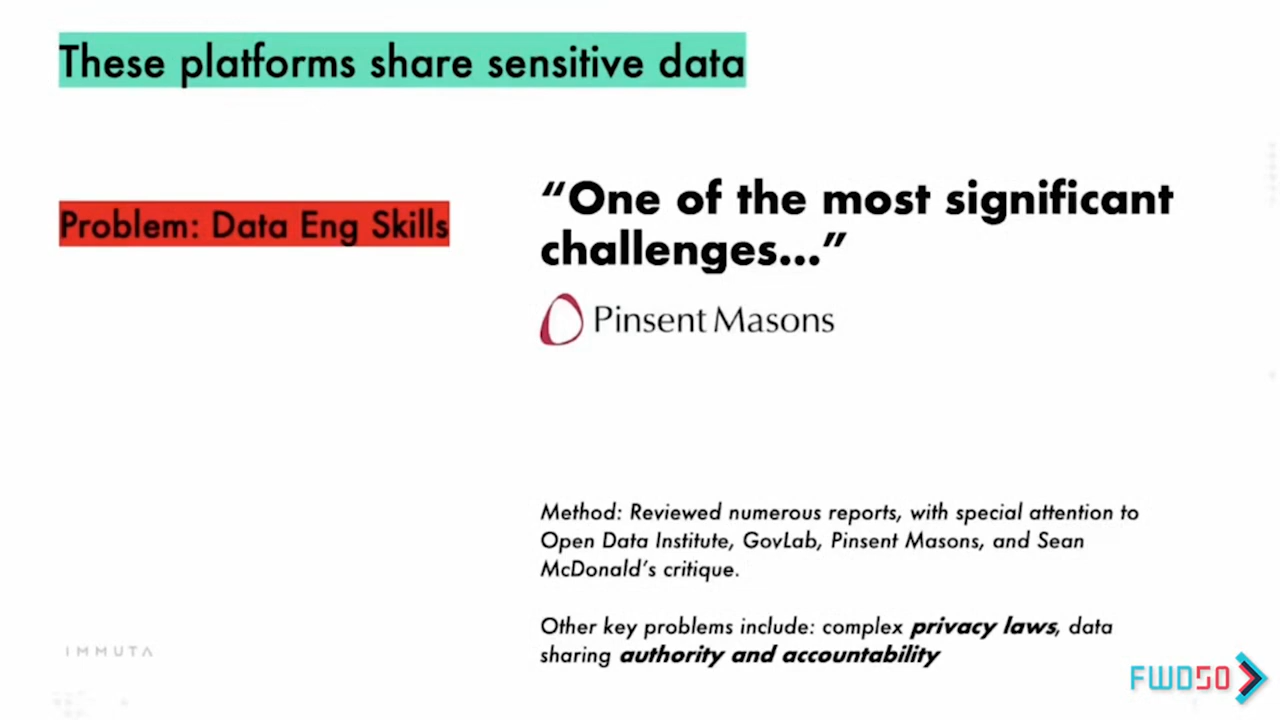 These platforms share sensitive data
Problem: Data Eng Skills
“One of the most significant
challenges...”
Pinsent Masons
Method: Reviewed numerous reports, with special attention to
Open Data Institute, GovLab, Pinsent Masons, and Sean
McDonald’s critique.
Other key problems include: complex privacy laws, data
sharing authority and accountability
IMMUTA
FWD50